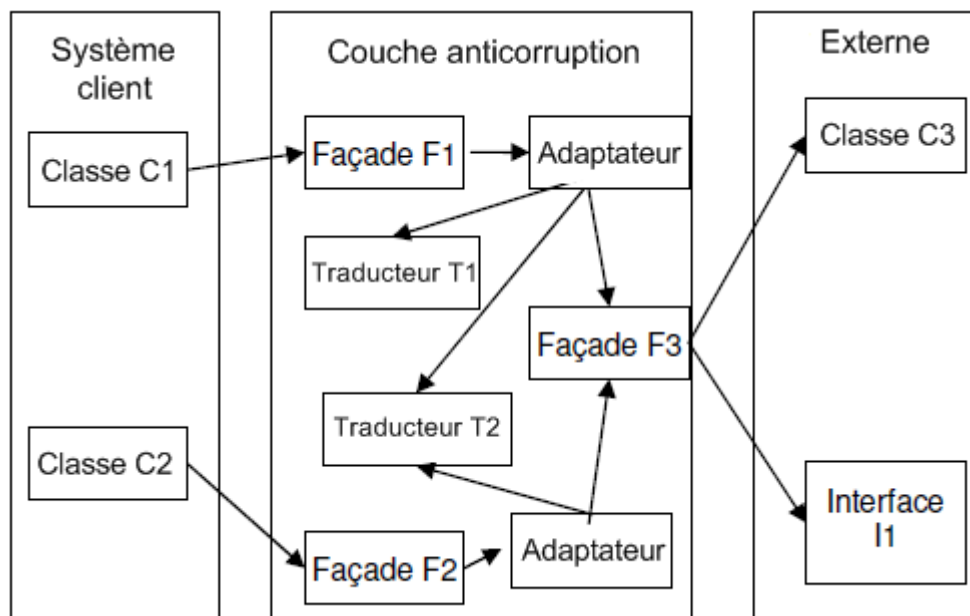 Système
client
Couche anticorruption
Externe
Classe C1
Façade F1
Adaptateur
Classe C3
Traducteur T1
Façade F3
Traducteur T2
Classe C2
Façade F2
Adaptateur
Interface
I1